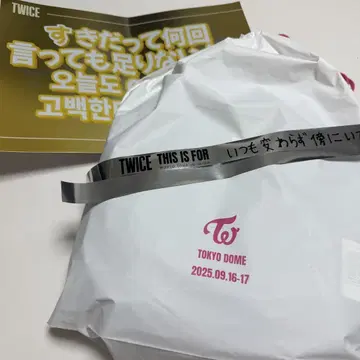 TWICE
すきだって何回
言っても足りない
오늘도
고백한
TWICE THIS IS FOR
いつも変わらず傍にい
TOKYO DOME
2025.09.16-17